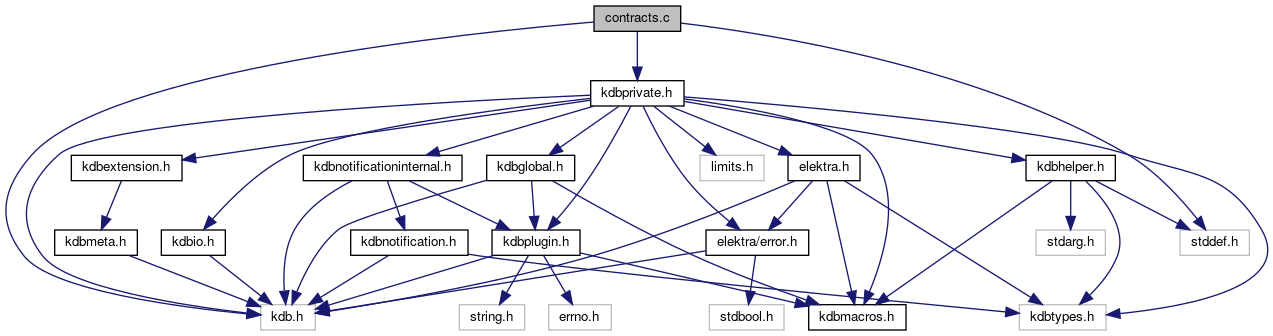 contracts.c
kdbprivate.h
kdbextension.h
kdbnotificationinternal.h
kdbglobal.h
limits.h
elektra.h
kdbhelper.h
kdbmeta.h
kdbio.h
kdbnotification.h
kdbplugin.h
elektra/error.h
stdarg.h
stddef.h
kdb.h
string.h
errno.h
stdbool.h
kdbmacros.h
kdbtypes.h